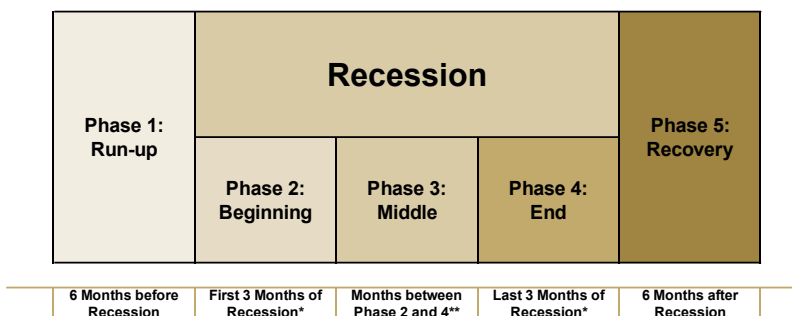 Recession
Phase 1:
Run-up
Phase 5:
Recovery
Phase 2:
Beginning
Phase 3:
Middle
Phase 4:
End
6 Months before
Recession
First 3 Months of
Recession*
Months between
Phase 2 and 4**
Last 3 Months of
Recession*
6 Months after
Recession